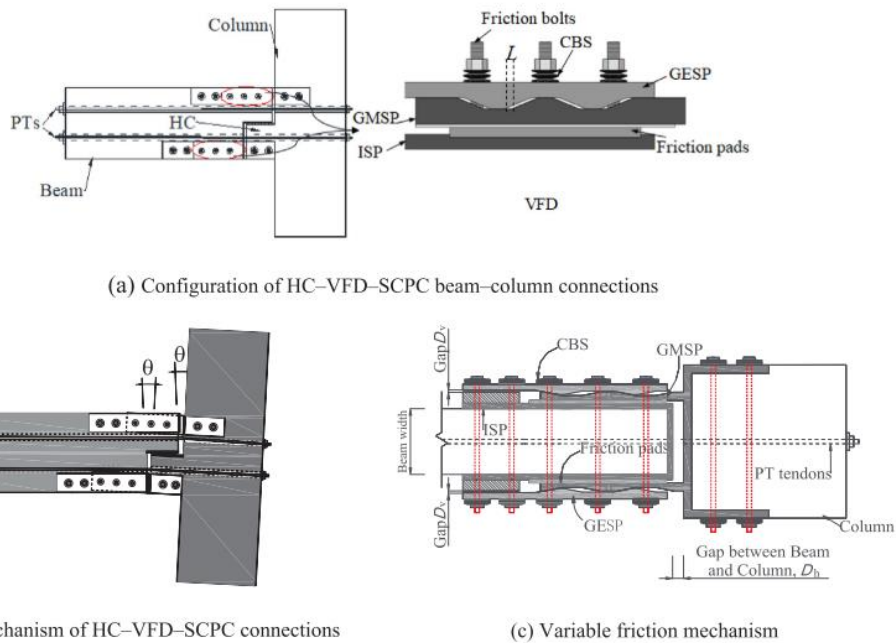 Column
PTs
HC
Beam
Friction bolts
L
CBS
GESP
GMSP
ISP
Friction pads
VFD
(a) Configuration of HC–VFD–SCPC beam–column connections
θ θ
chanism of HC–VFD–SCPC connections
Gap Dv
CBS
GMSP
Beam width
ISP
Friction pads
PT tendons
Gap Dv
GESP
Column
Gap between Beam
and Column, Dh
(c) Variable friction mechanism